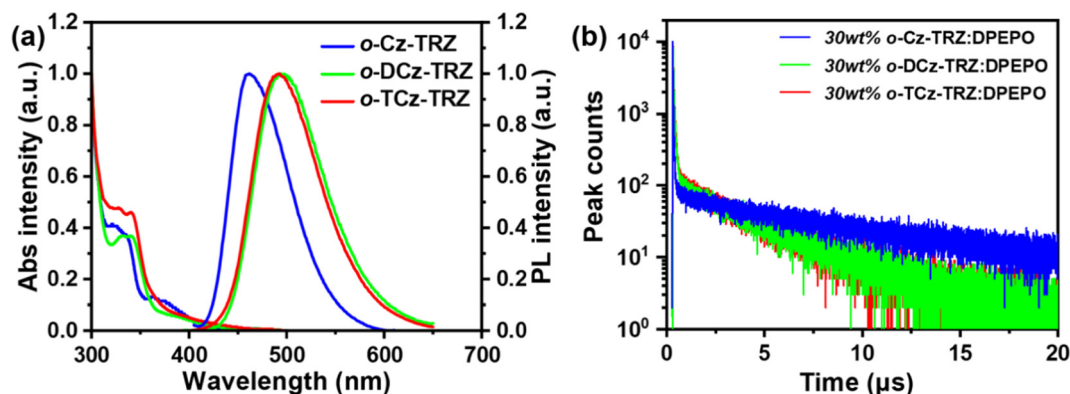 (a)
1.2
1.0
0.8
0.6
0.4
0.2
0.0
Abs intensity (a.u.)
o-Cz-TRZ
o-DCz-TRZ
o-TCz-TRZ
1.2
1.0
0.8
0.6
0.4
0.2
0.0
PL intensity (a.u.)
300 400 500 600 700
Wavelength (nm)
(b)
10⁴
10³
10²
10¹
10⁰
Peak counts
30wt% o-Cz-TRZ:DPEPO
30wt% o-DCz-TRZ:DPEPO
30wt% o-TCz-TRZ:DPEPO
5 10 15 20
Time (µs)